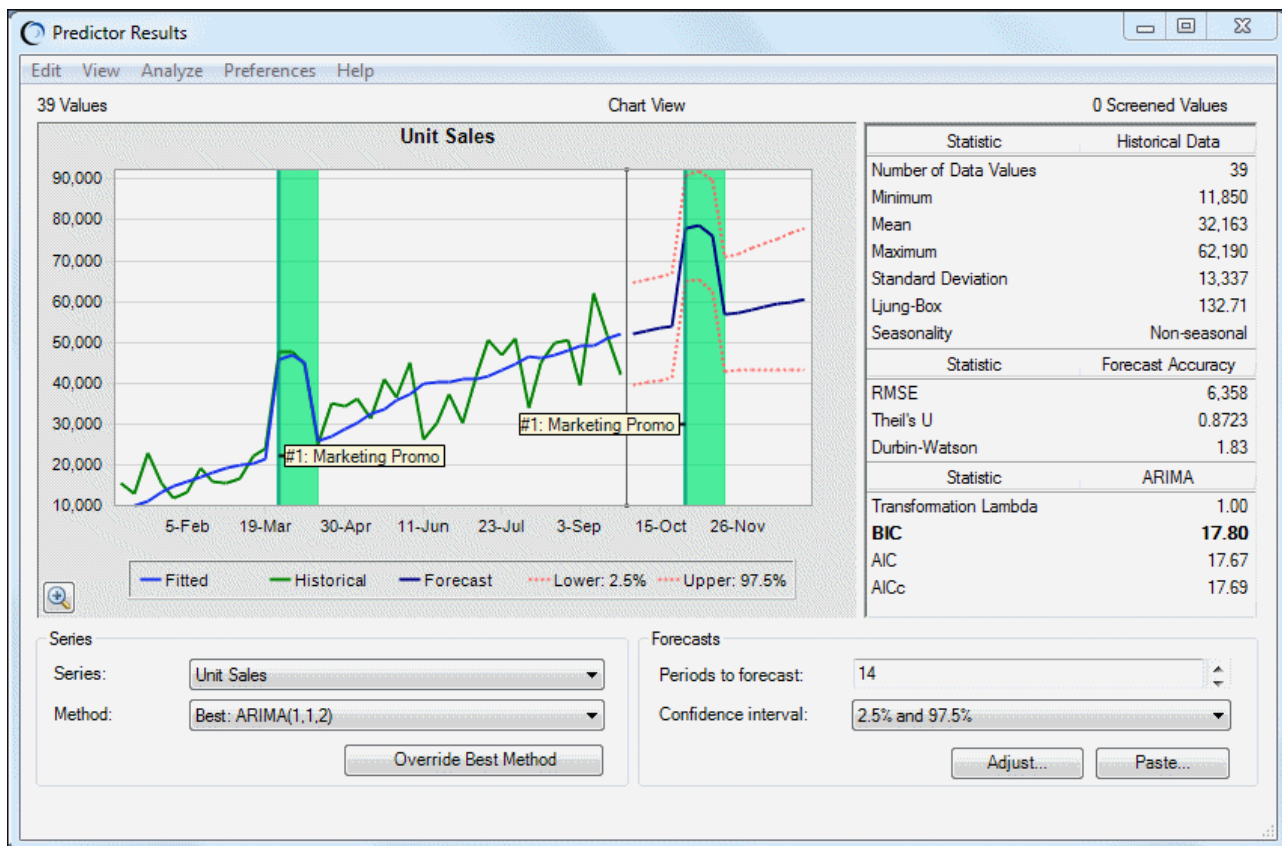 Predictor Results
Edit View Analyze Preferences Help
39 Values
Chart View
0 Screened Values
Unit Sales
90,000
80,000
70,000
60,000
50,000
40,000
30,000
20,000
10,000
#1: Marketing Promo
#1: Marketing Promo
5-Feb 19-Mar 30-Apr 11-Jun 23-Jul 3-Sep 15-Oct 26-Nov
Fitted Historical Forecast Lower: 2.5% Upper: 97.5%
Statistic Historical Data
Number of Data Values 39
Minimum 11,850
Mean 32,163
Maximum 62,190
Standard Deviation 13,337
Ljung-Box 132.71
Seasonality Non-seasonal
Statistic Forecast Accuracy
RMSE 6,358
Theil's U 0.8723
Durbin-Watson 1.83
Statistic ARIMA
Transformation Lambda 1.00
BIC 17.80
AIC 17.67
AICc 17.69
Series
Series: Unit Sales
Method: Best: ARIMA(1,1,2)
Override Best Method
Forecasts
Periods to forecast: 14
Confidence interval: 2.5% and 97.5%
Adjust... Paste...